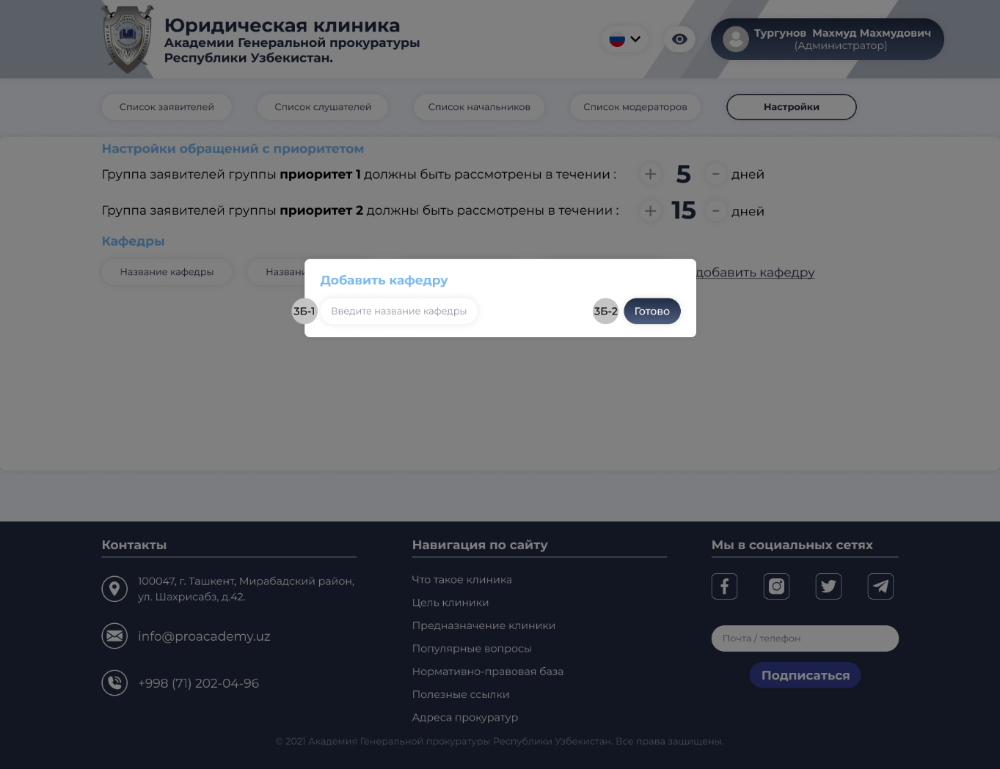 Юридическая клиника
Академии Генеральной прокуратуры
Республики Узбекистан.
Тургунов Махмуд Махмудович
(Администратор)
Список заявителей
Список слушателей
Список начальников
Список модераторов
Настройки
Настройки обращений с приоритетом
Группа заявителей группы приоритет 1 должны быть рассмотрены в течении : + 5 - дней
Группа заявителей группы приоритет 2 должны быть рассмотрены в течении : + 15 - дней
Кафедры
Название кафедры
добавить кафедру
Добавить кафедру
3Б-1
Введите название кафедры
3Б-2
Готово
Контакты
100047, г. Ташкент, Мирабадский район,
ул. Шахрисабз, д.42.
info@proacademy.uz
+998 (71) 202-04-96
Навигация по сайту
Что такое клиника
Цель клиники
Предназначение клиники
Популярные вопросы
Нормативно-правовая база
Полезные ссылки
Адреса прокуратур
Мы в социальных сетях
Почта / телефон
Подписаться
© 2021 Академия Генеральной прокуратуры Республики Узбекистан. Все права защищены.